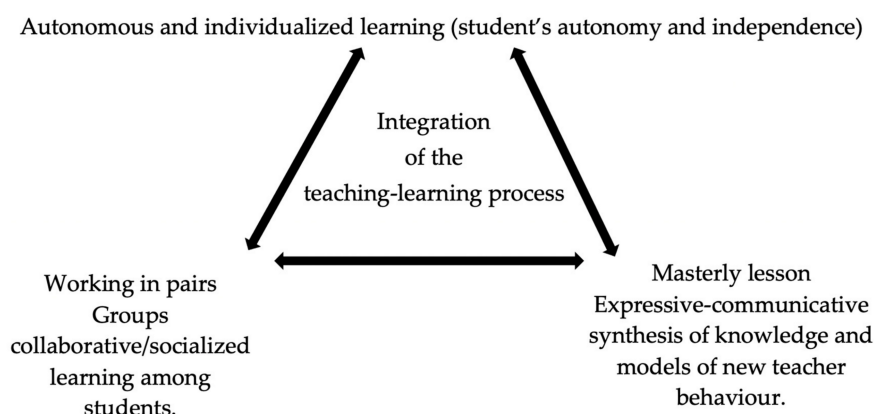 Autonomous and individualized learning (student’s autonomy and independence)
Integration
of the
teaching-learning process
Working in pairs
Groups
collaborative/socialized
learning among
students.
Masterly lesson
Expressive-communicative
synthesis of knowledge and
models of new teacher
behaviour.